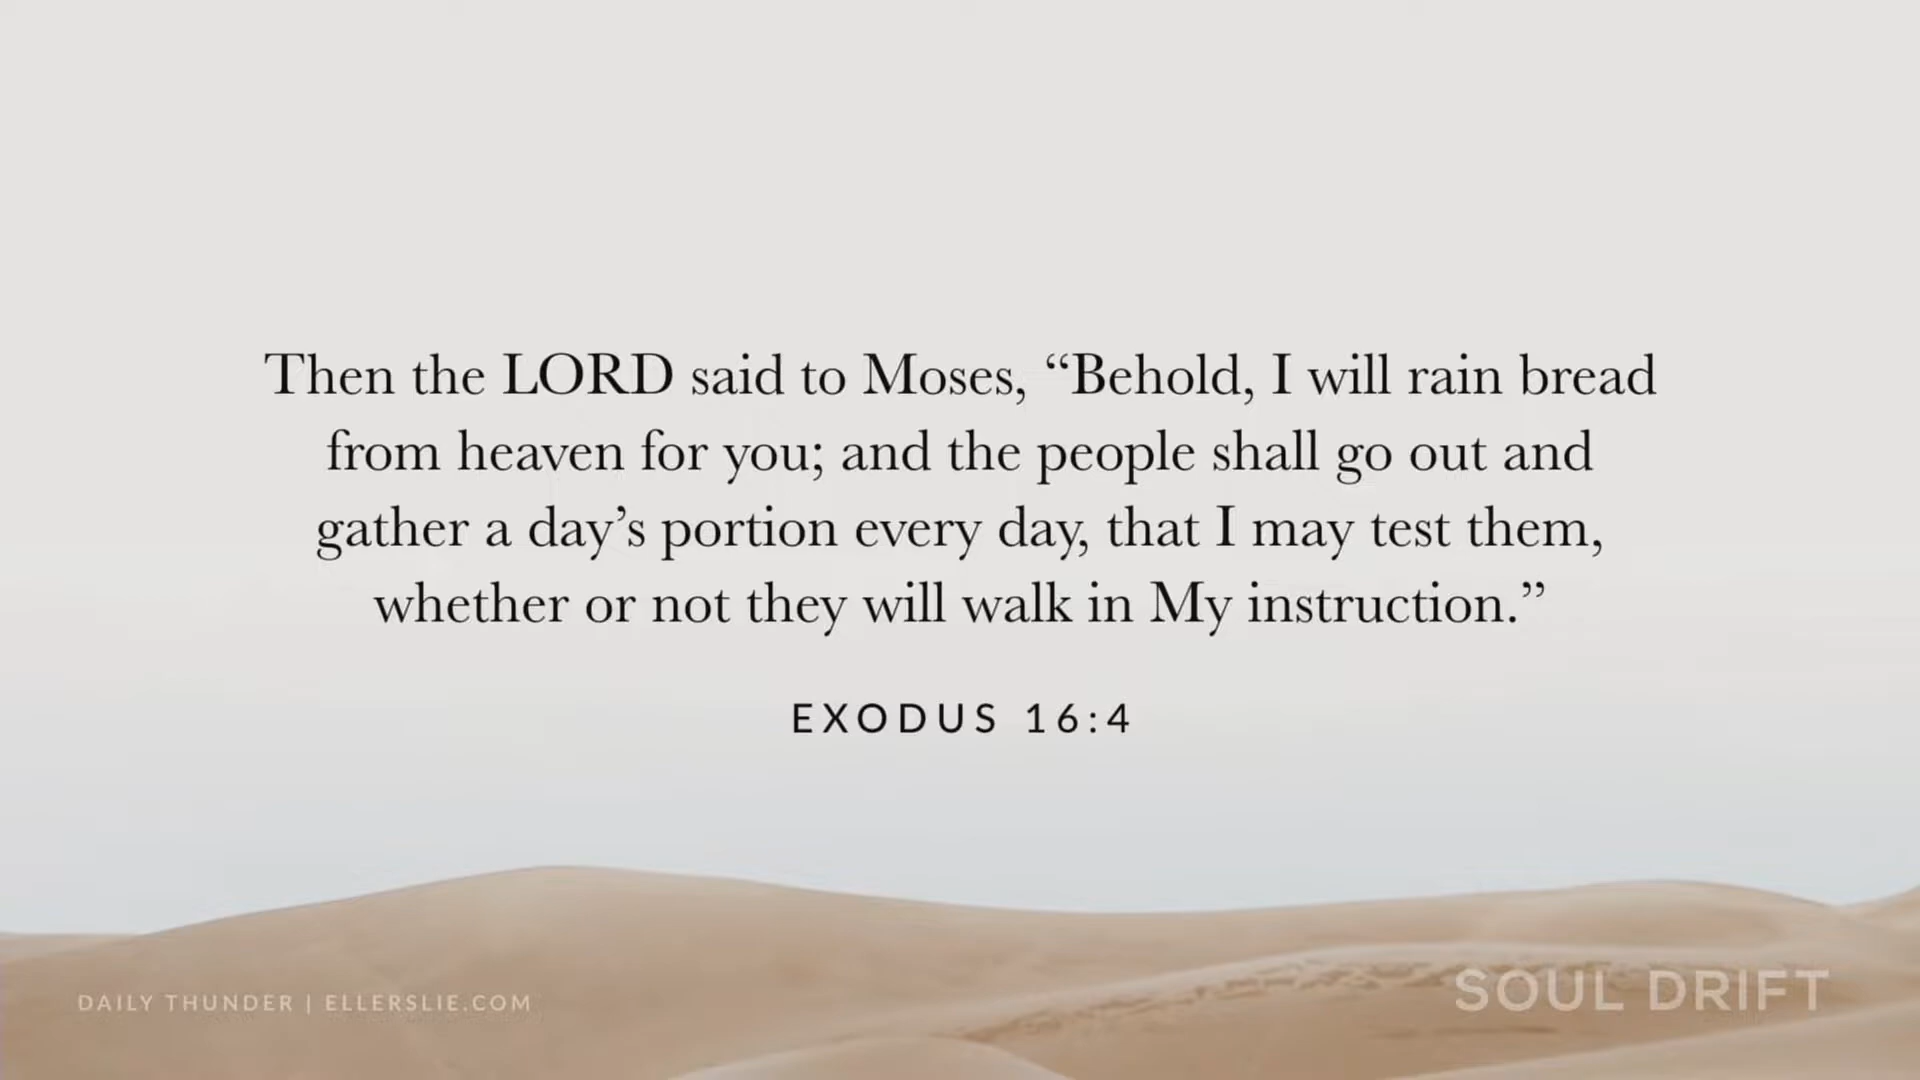 Then the LORD said to Moses, “Behold, I will rain bread
from heaven for you; and the people shall go out and
gather a day’s portion every day, that I may test them,
whether or not they will walk in My instruction.”
EXODUS 16:4
DAILY THUNDER | ELLERSLIE.COM
SOUL DRIFT